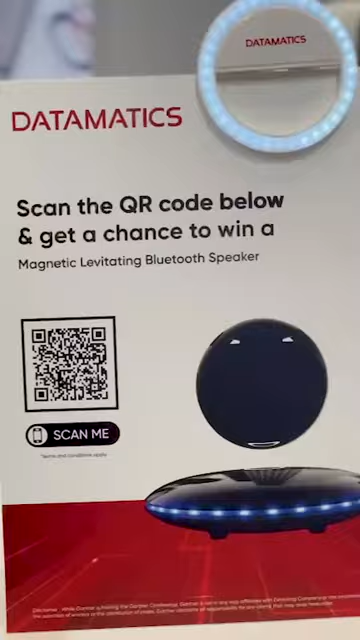 DATAMATICS
DATAMATICS
Scan the QR code below
& get a chance to win a
Magnetic Levitating Bluetooth Speaker
SCAN ME
Terms and conditions apply